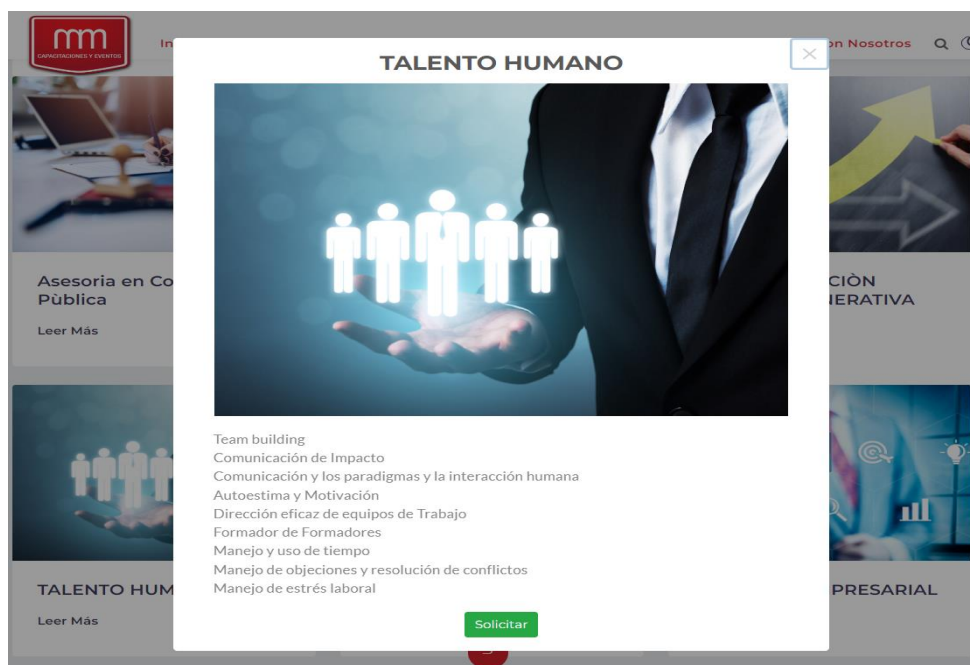 mm
CAPACITACIONES Y EVENTOS
In
on Nosotros
TALENTO HUMANO
Asesoria en Co
Pùblica
Leer Más
CIÒN
NERATIVA
Team building
Comunicación de Impacto
Comunicación y los paradigmas y la interacción humana
Autoestima y Motivación
Dirección eficaz de equipos de Trabajo
Formador de Formadores
Manejo y uso de tiempo
Manejo de objeciones y resolución de conflictos
Manejo de estrés laboral
TALENTO HUM
Leer Más
PRESARIAL
Solicitar